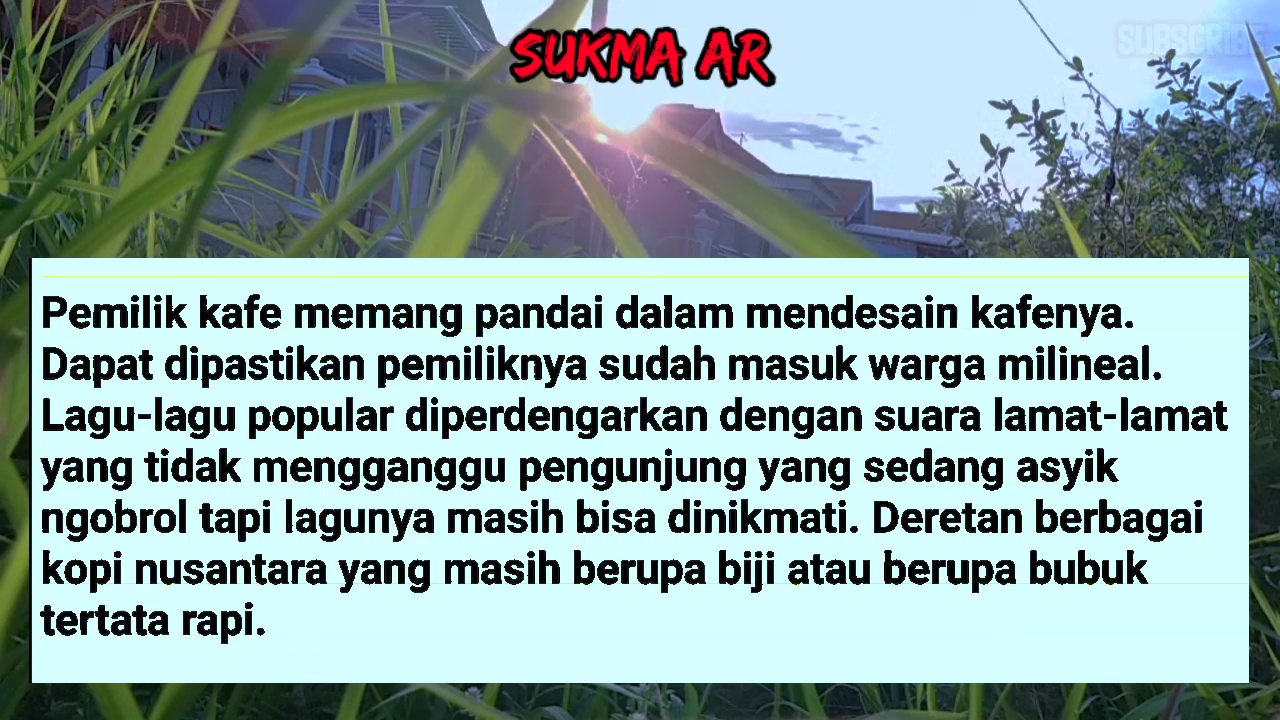 SUKMA AR
SUBSCRIBE
Pemilik kafe memang pandai dalam mendesain kafenya.
Dapat dipastikan pemiliknya sudah masuk warga milineal.
Lagu-lagu popular diperdengarkan dengan suara lamat-lamat
yang tidak mengganggu pengunjung yang sedang asyik
ngobrol tapi lagunya masih bisa dinikmati. Deretan berbagai
kopi nusantara yang masih berupa biji atau berupa bubuk
tertata rapi.